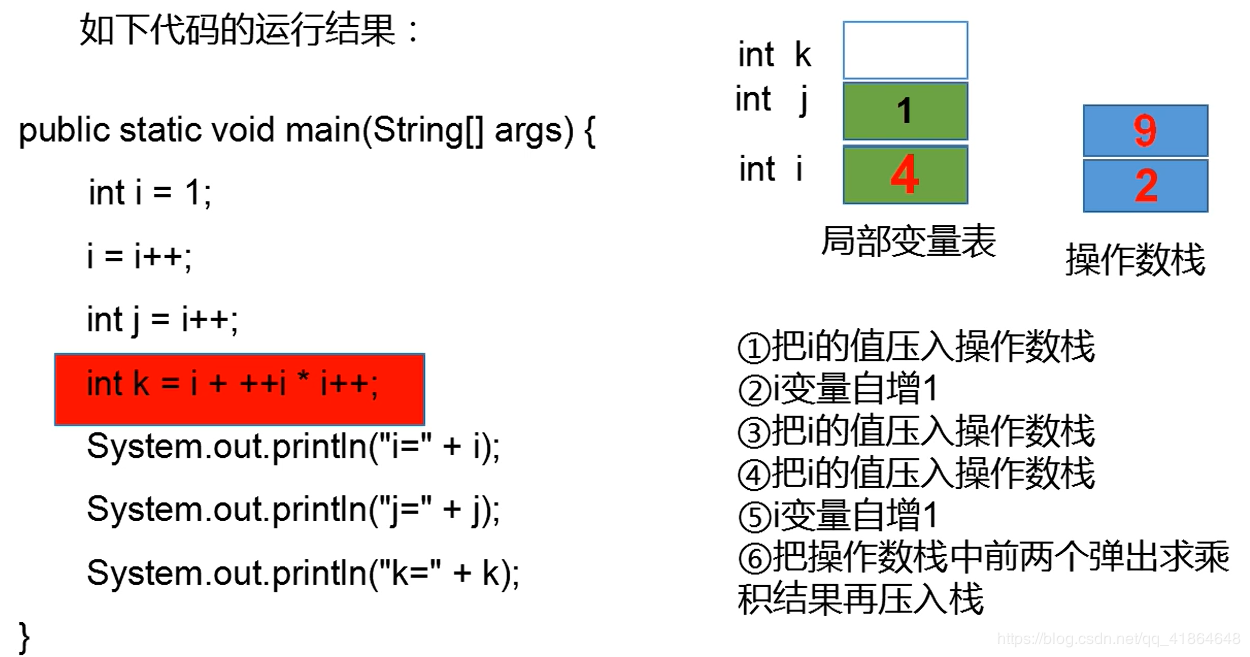 如下代码的运行结果：
public static void main(String[] args) {
int i = 1;
i = i++;
int j = i++;
int k = i + ++i * i++;
System.out.println("i=" + i);
System.out.println("j=" + j);
System.out.println("k=" + k);
}
int k
int j
1
int i
4
局部变量表
9
2
操作数栈
①把i的值压入操作数栈
②i变量自增1
③把i的值压入操作数栈
④把i的值压入操作数栈
⑤i变量自增1
⑥把操作数栈中前两个弹出求乘
积结果再压入栈
https://blog.csdn.net/qq_41864648